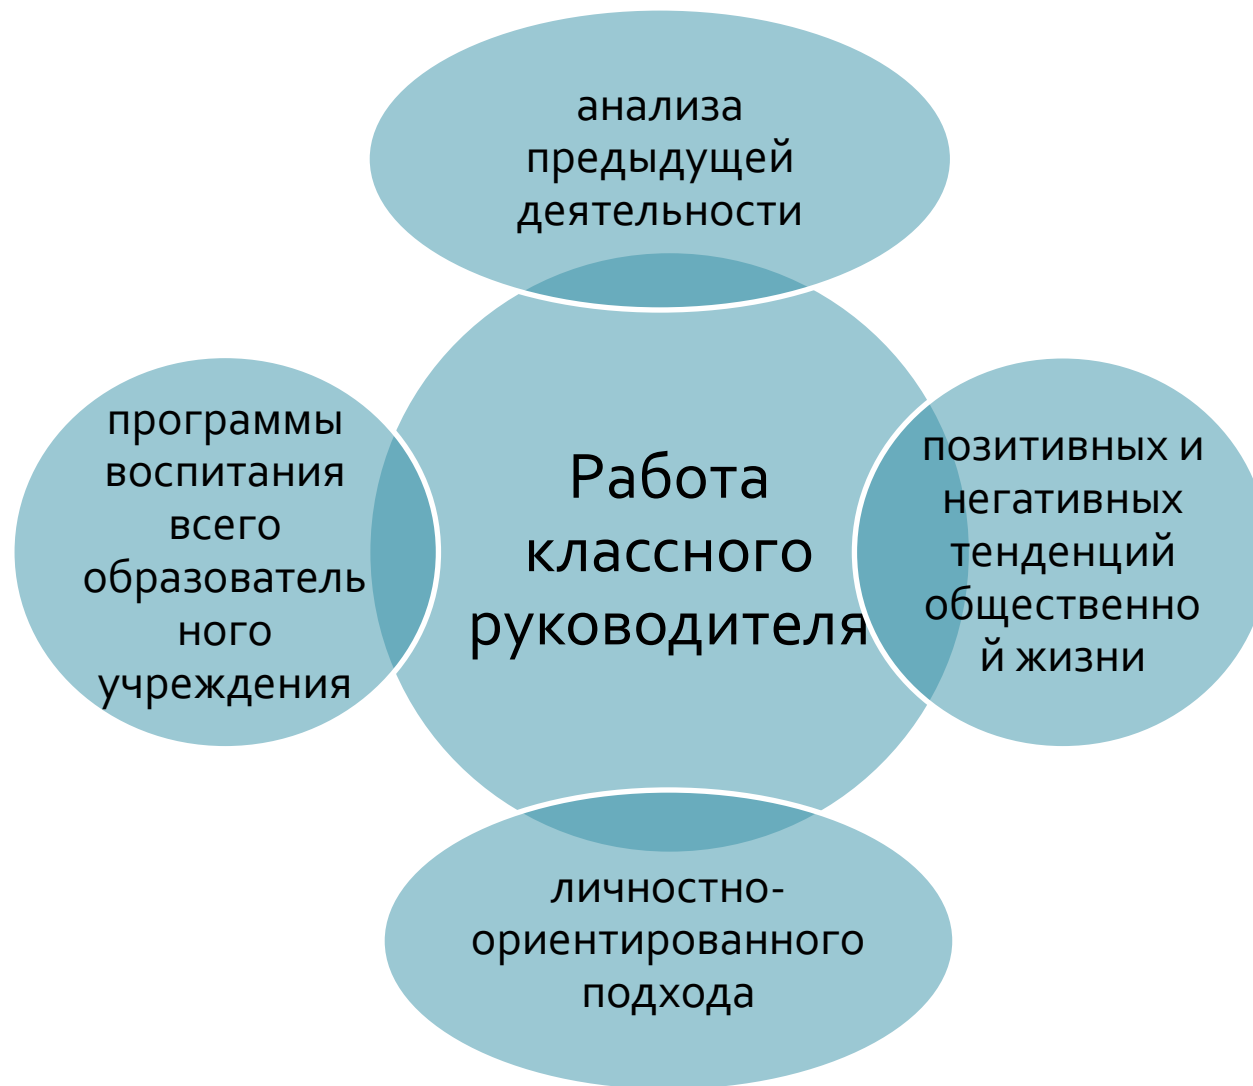 анализа
предыдущей
деятельности
программы
воспитания
всего
образователь
ного
учреждения
Работа
классного
руководителя
позитивных и
негативных
тенденций
общественно
й жизни
личностно-
ориентированного
подхода